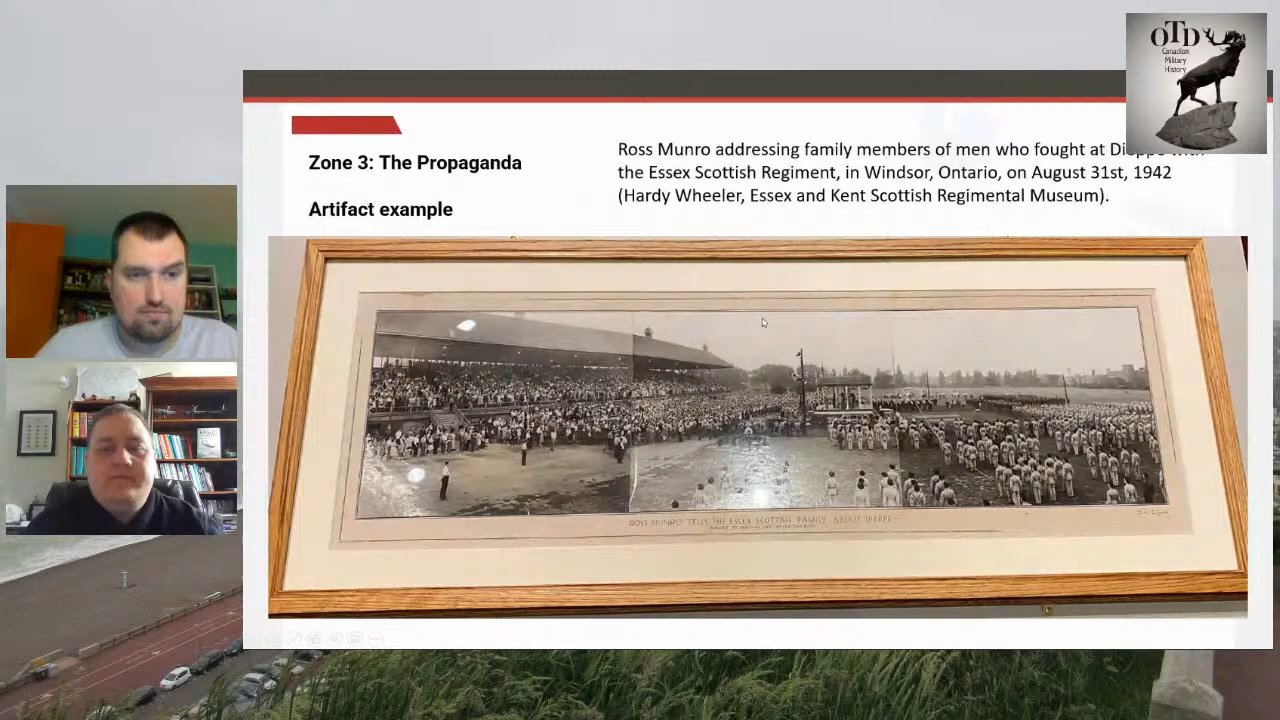 OTD
Canadian
Military
History
Zone 3: The Propaganda
Artifact example
Ross Munro addressing family members of men who fought at Dieppe with
the Essex Scottish Regiment, in Windsor, Ontario, on August 31st, 1942
(Hardy Wheeler, Essex and Kent Scottish Regimental Museum).
ROSS MUNRO TELLS THE ESSEX SCOTTISH FAMILY ABOUT DIEPPE